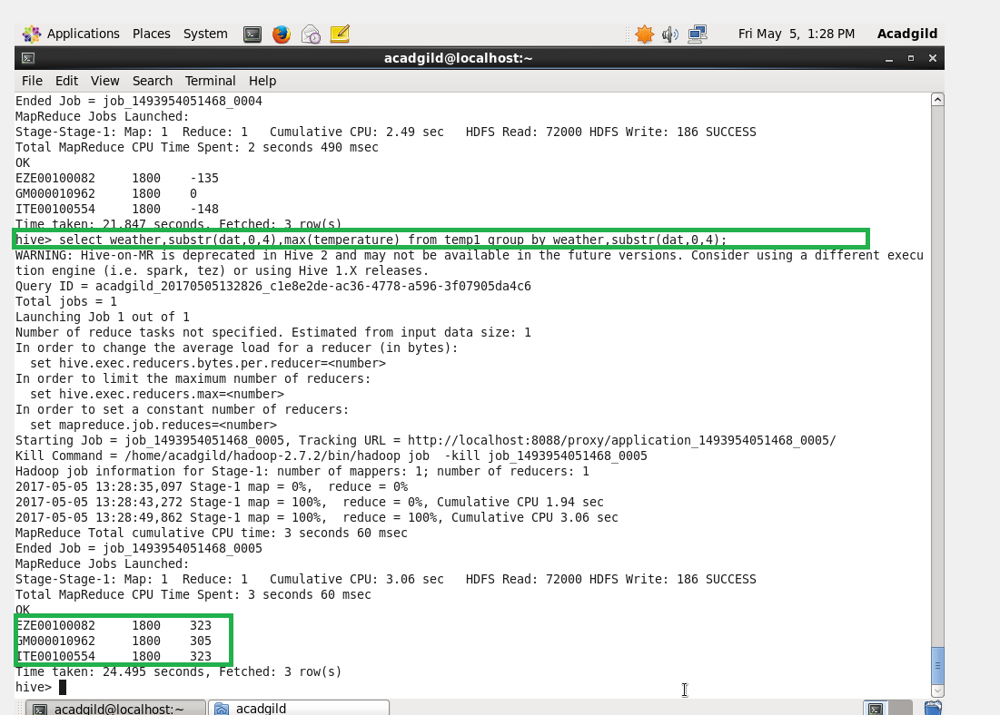 Applications Places System Fri May 5, 1:28 PM Acadgild
acadgild@localhost:~
File Edit View Search Terminal Help
Ended Job = job_1493954051468_0004
MapReduce Jobs Launched:
Stage-Stage-1: Map: 1  Reduce: 1   Cumulative CPU: 2.49 sec   HDFS Read: 72000 HDFS Write: 186 SUCCESS
Total MapReduce CPU Time Spent: 2 seconds 490 msec
OK
EZE00100082     1800    -135
GM000010962     1800    0
ITE00100554     1800    -148
Time taken: 21.847 seconds, Fetched: 3 row(s)
hive> select weather,substr(dat,0,4),max(temperature) from temp1 group by weather,substr(dat,0,4);
WARNING: Hive-on-MR is deprecated in Hive 2 and may not be available in the future versions. Consider using a different execu
tion engine (i.e. spark, tez) or using Hive 1.X releases.
Query ID = acadgild_20170505132826_c1e8e2de-ac36-4778-a596-3f07905da4c6
Total jobs = 1
Launching Job 1 out of 1
Number of reduce tasks not specified. Estimated from input data size: 1
In order to change the average load for a reducer (in bytes):
  set hive.exec.reducers.bytes.per.reducer=<number>
In order to limit the maximum number of reducers:
  set hive.exec.reducers.max=<number>
In order to set a constant number of reducers:
  set mapreduce.job.reduces=<number>
Starting Job = job_1493954051468_0005, Tracking URL = http://localhost:8088/proxy/application_1493954051468_0005/
Kill Command = /home/acadgild/hadoop-2.7.2/bin/hadoop job  -kill job_1493954051468_0005
Hadoop job information for Stage-1: number of mappers: 1; number of reducers: 1
2017-05-05 13:28:35,097 Stage-1 map = 0%,  reduce = 0%
2017-05-05 13:28:43,272 Stage-1 map = 100%,  reduce = 0%, Cumulative CPU 1.94 sec
2017-05-05 13:28:49,862 Stage-1 map = 100%,  reduce = 100%, Cumulative CPU 3.06 sec
MapReduce Total cumulative CPU time: 3 seconds 60 msec
Ended Job = job_1493954051468_0005
MapReduce Jobs Launched:
Stage-Stage-1: Map: 1  Reduce: 1   Cumulative CPU: 3.06 sec   HDFS Read: 72000 HDFS Write: 186 SUCCESS
Total MapReduce CPU Time Spent: 3 seconds 60 msec
OK
EZE00100082     1800    323
GM000010962     1800    305
ITE00100554     1800    323
Time taken: 24.495 seconds, Fetched: 3 row(s)
hive>
acadgild@localhost:~ acadgild